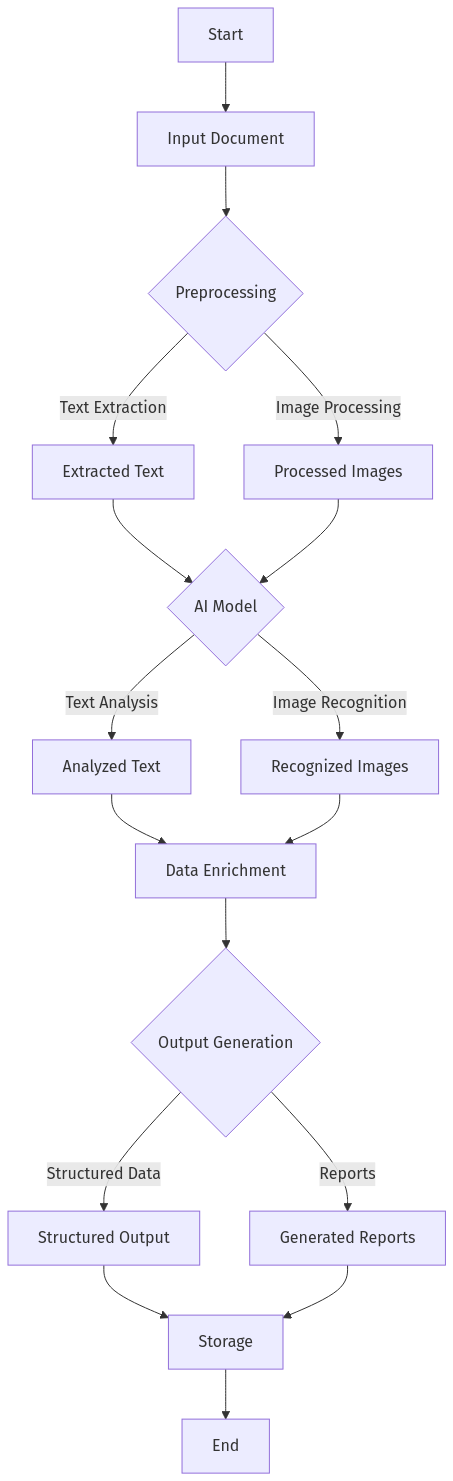 Start
Input Document
Preprocessing
Text Extraction
Image Processing
Extracted Text
Processed Images
AI Model
Text Analysis
Image Recognition
Analyzed Text
Recognized Images
Data Enrichment
Output Generation
Structured Data
Reports
Structured Output
Generated Reports
Storage
End